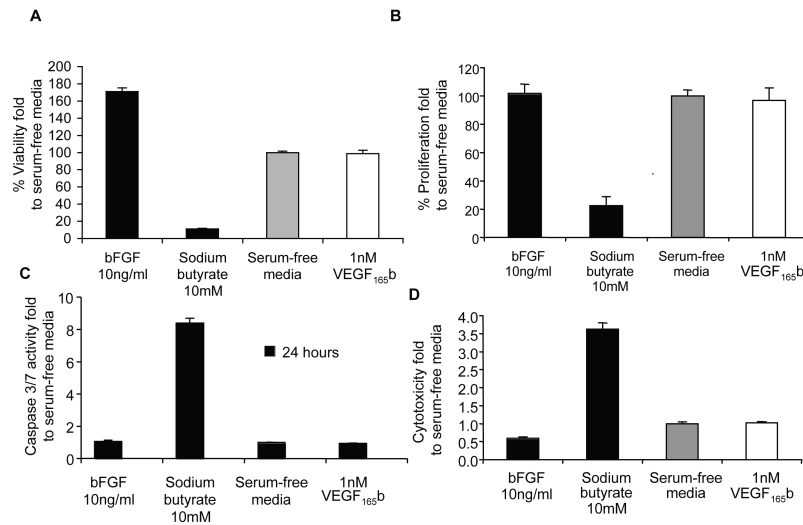 A
% Viability fold
to serum-free media
200
180
160
140
120
100
80
60
40
20
0
bFGF
10ng/ml
Sodium
butyrate
10mM
Serum-free
media
1nM
VEGF165b
B
% Proliferation fold
to serum-free media
120
100
80
60
40
20
0
bFGF
10ng/ml
Sodium
butyrate
10mM
Serum-free
media
1nM
VEGF165b
C
Caspase 3/7 activity fold
to serum-free media
10
8
6
4
2
0
24 hours
bFGF
10ng/ml
Sodium
butyrate
10mM
Serum-free
media
1nM
VEGF165b
D
Cytotoxicity fold
to serum-free media
4.0
3.5
3.0
2.5
2.0
1.5
1.0
0.5
0.0
bFGF
10ng/ml
Sodium
butyrate
10mM
Serum-free
media
1nM
VEGF165b